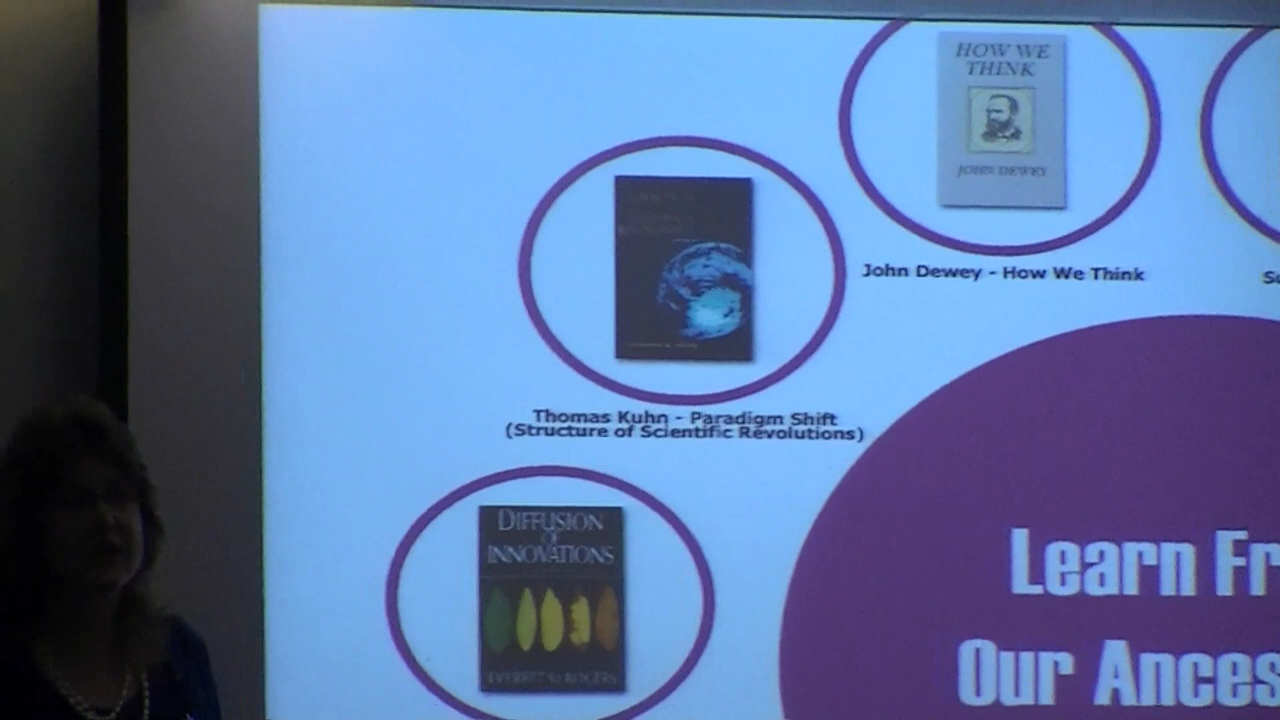 HOW WE
THINK
JOHN DEWEY
John Dewey - How We Think
Thomas Kuhn - Paradigm Shift
(Structure of Scientific Revolutions)
DIFFUSION
OF
INNOVATIONS
EVERETT M. ROGERS
Learn Fr
Our Ances